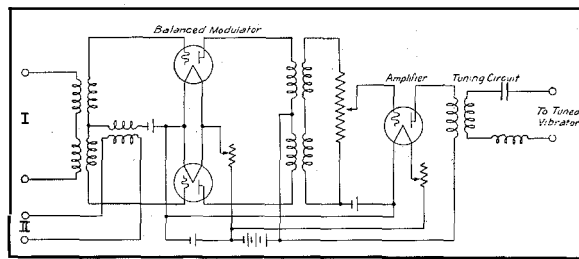 Balanced Modulator
Amplifier
Tuning Circuit
I
To Tuned
Vibrator
II